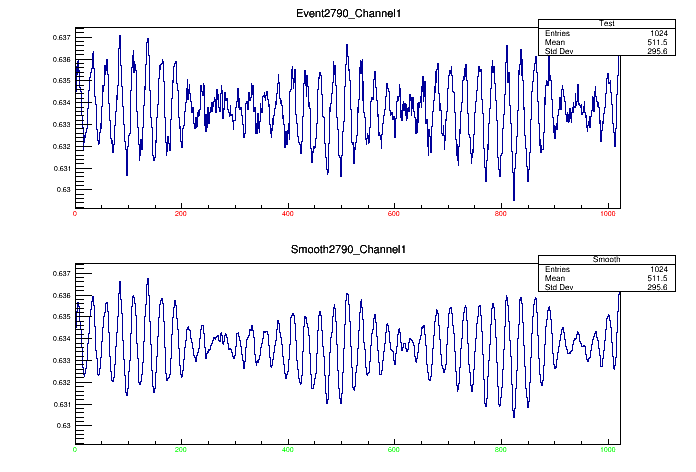 Event2790_Channel1
Test
Entries 1024
Mean 511.5
Std Dev 295.6
0.637
0.636
0.635
0.634
0.633
0.632
0.631
0.63
0 200 400 600 800 1000
Smooth2790_Channel1
Smooth
Entries 1024
Mean 511.5
Std Dev 295.6
0.637
0.636
0.635
0.634
0.633
0.632
0.631
0.63
0 200 400 600 800 1000